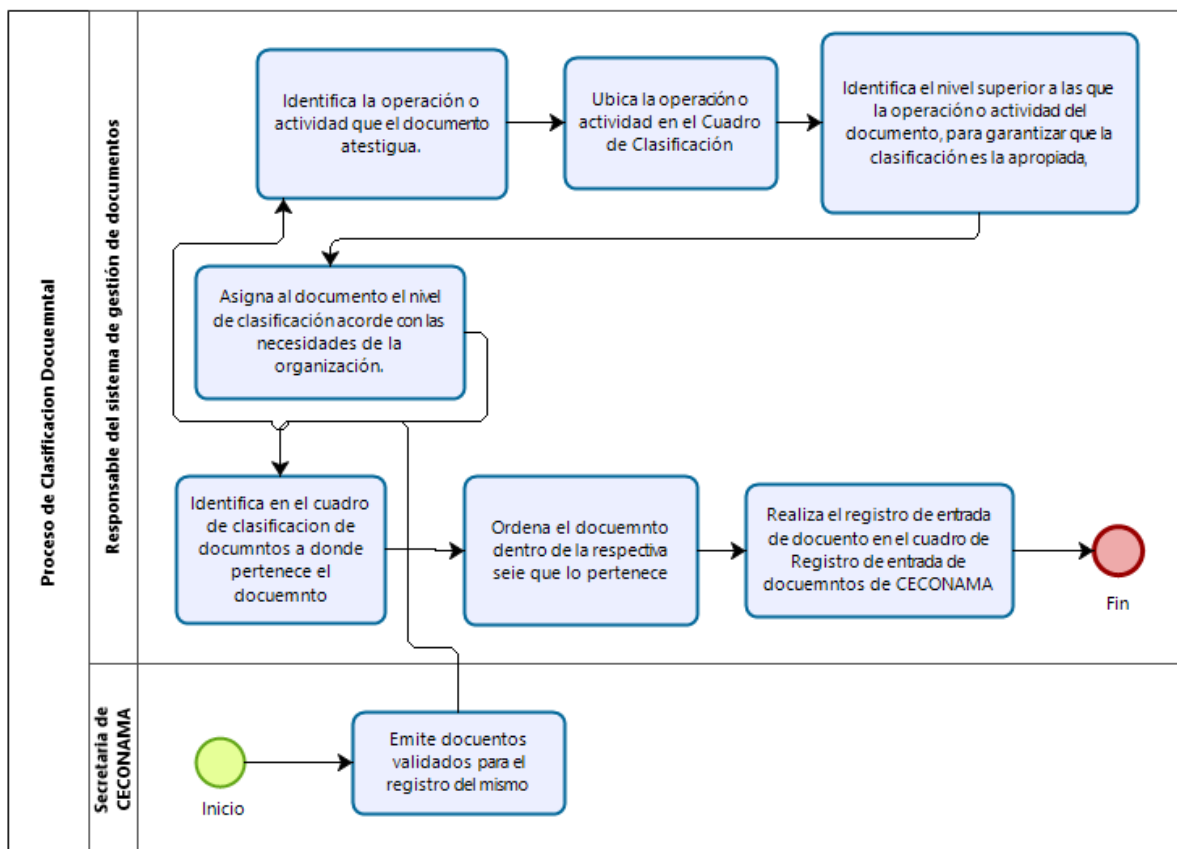 Proceso de Clasificacion Docuemntal
Responsable del sistema de gestión de documentos
Identifica la operación o
actividad que el documento
atestigua.
Ubica la operación o
actividad en el Cuadro
de Clasificación
Identifica el nivel superior a las que
la operación o actividad del
documento, para garantizar que la
clasificación es la apropiada,
Asigna al documento el nivel
de clasificación acorde con las
necesidades de la
organización.
Identifica en el cuadro
de clasificacion de
documntos a donde
pertenece el
docuemnto
Ordena el docuemnto
dentro de la respectiva
seie que lo pertenece
Realiza el registro de entrada
de docuento en el cuadro de
Registro de entrada de
docuemntos de CECONAMA
Fin
Secretaria de
CECONAMA
Inicio
Emite docuentos
validados para el
registro del mismo